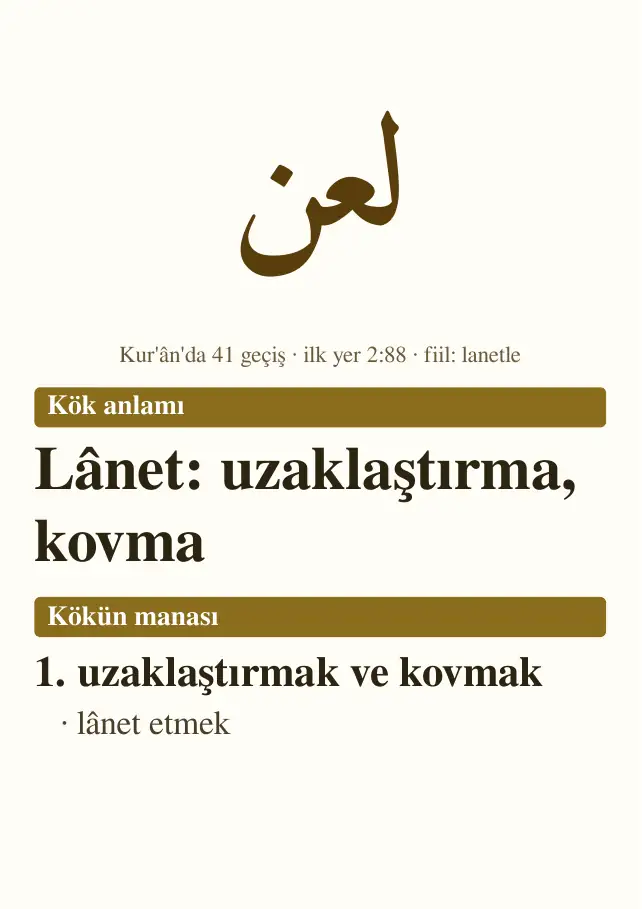 لعن
Kur'ân'da 41 geçiş · ilk yer 2:88 · fiil: lanetle
Kök anlamı
Lânet: uzaklaştırma,
kovma
Kökün manası
1. uzaklaştırmak ve kovmak
· lânet etmek